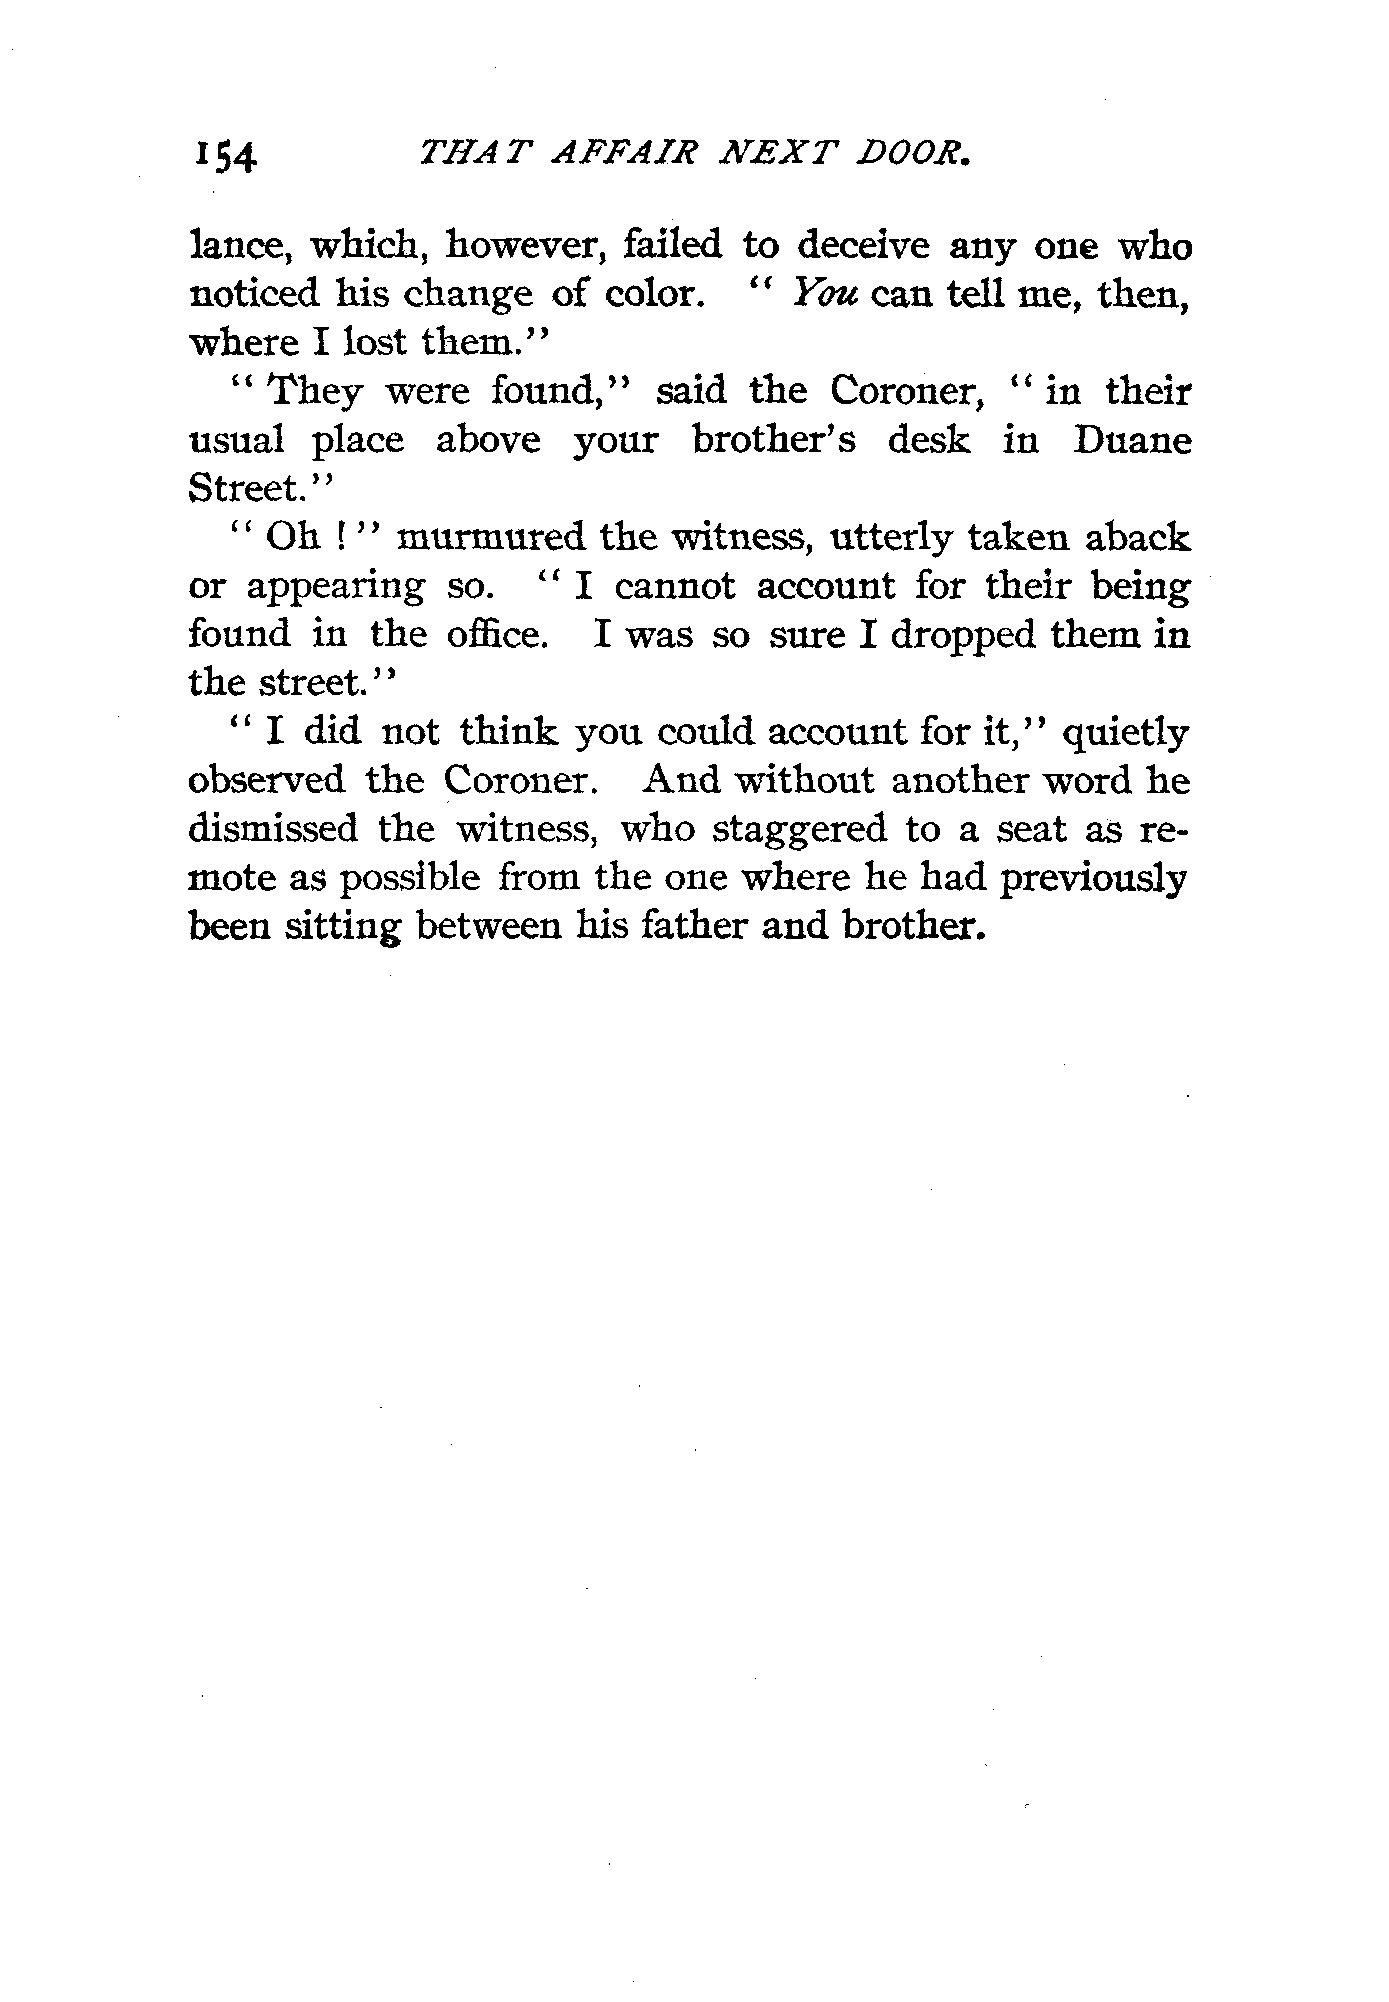 154 THAT AFFAIR NEXT DOOR.
lance, which, however, failed to deceive any one who
noticed his change of color. "You can tell me, then,
where I lost them."
"They were found," said the Coroner, "in their
usual place above your brother's desk in Duane
Street."
"Oh!" murmured the witness, utterly taken aback
or appearing so. "I cannot account for their being
found in the office. I was so sure I dropped them in
the street."
"I did not think you could account for it," quietly
observed the Coroner. And without another word he
dismissed the witness, who staggered to a seat as re-
mote as possible from the one where he had previously
been sitting between his father and brother.